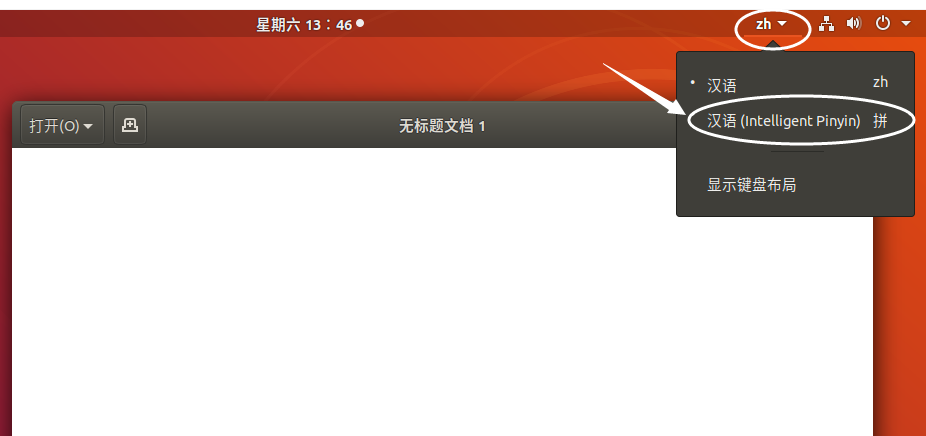 星期六 13：46
zh
打开(O)
无标题文档 1
汉语 zh
汉语 (Intelligent Pinyin) 拼
显示键盘布局